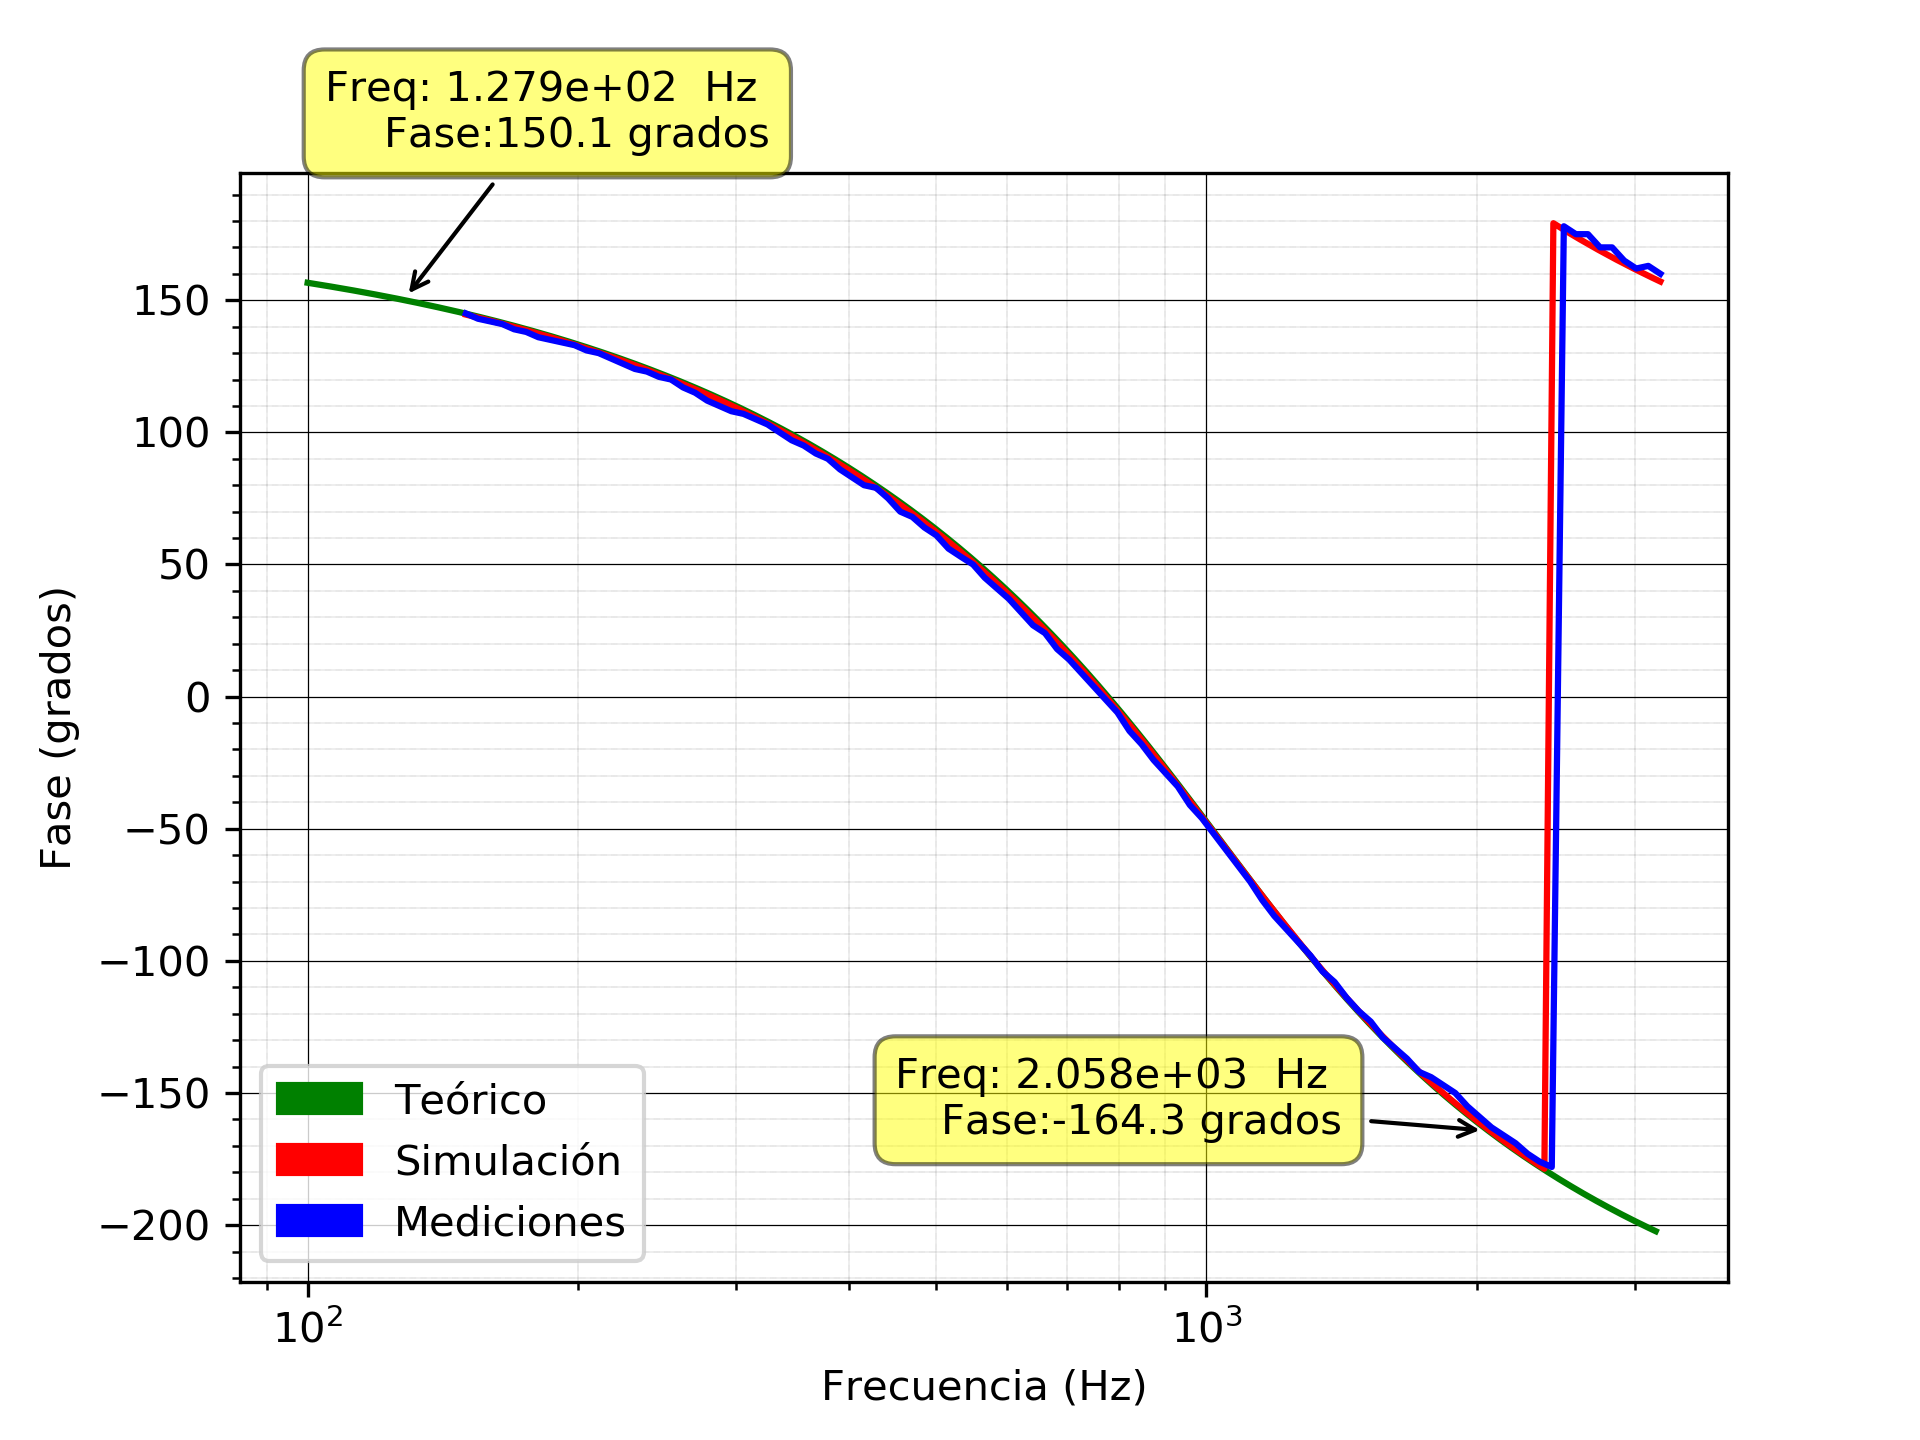 Freq: 1.279e+02  Hz
Fase:150.1 grados
150
100
50
0
−50
−100
−150
−200
Fase (grados)
Freq: 2.058e+03  Hz
Fase:-164.3 grados
Teórico
Simulación
Mediciones
10²
10³
Frecuencia (Hz)